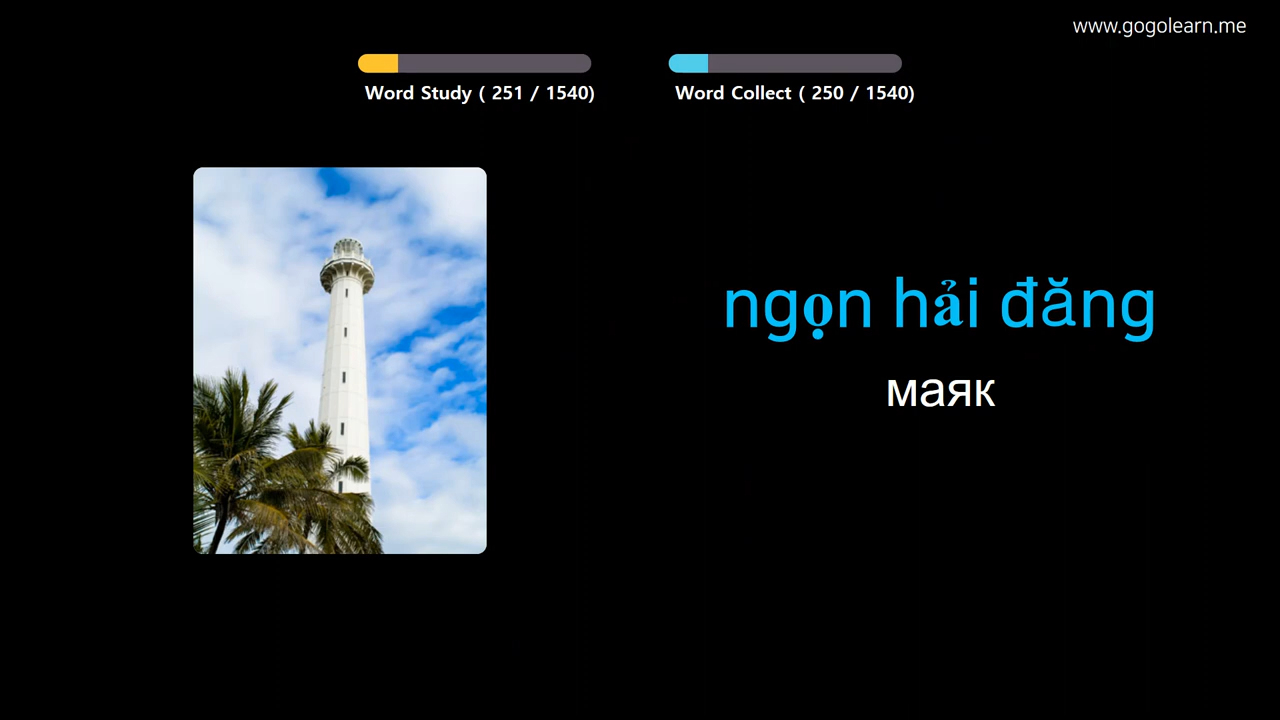 www.gogolearn.me
Word Study ( 251 / 1540)
Word Collect ( 250 / 1540)
ngọn hải đăng
маяк